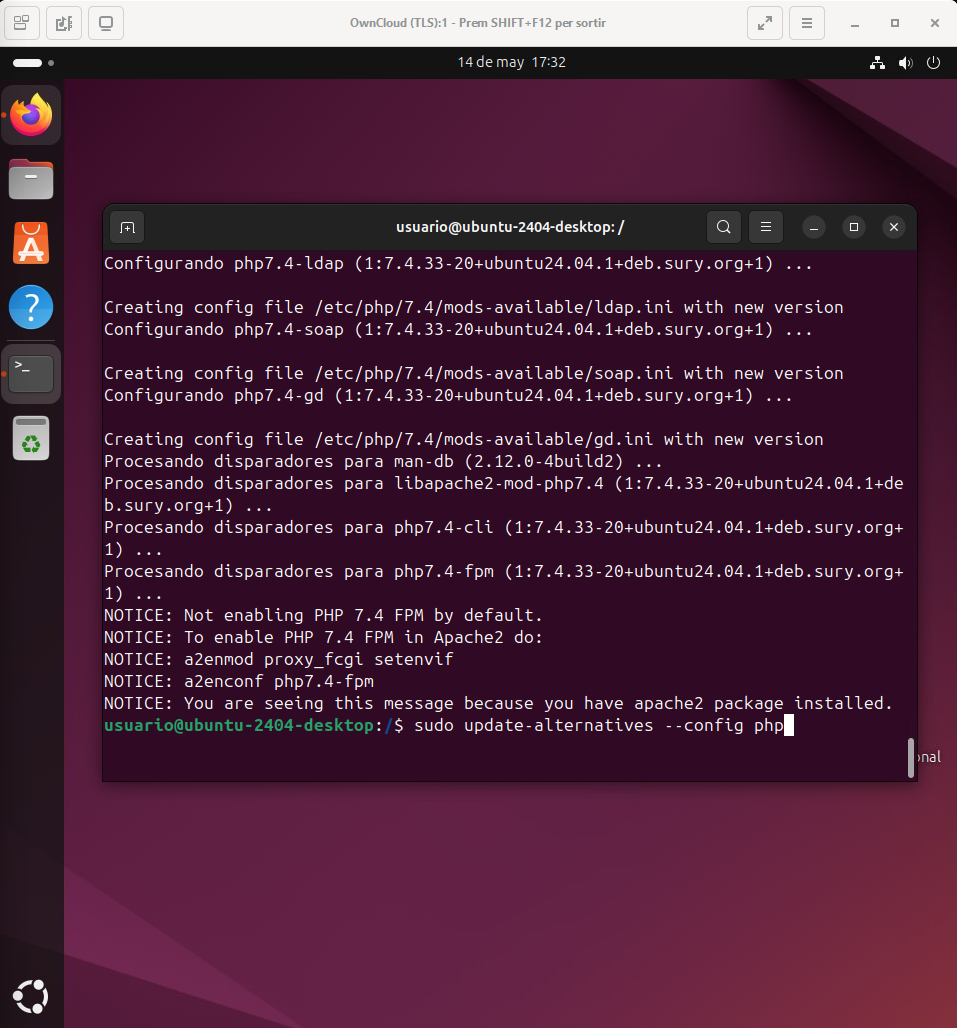 OwnCloud (TLS):1 - Prem SHIFT+F12 per sortir
14 de may 17:32
usuario@ubuntu-2404-desktop: /
Configurando php7.4-ldap (1:7.4.33-20+ubuntu24.04.1+deb.sury.org+1) ...
Creating config file /etc/php/7.4/mods-available/ldap.ini with new version
Configurando php7.4-soap (1:7.4.33-20+ubuntu24.04.1+deb.sury.org+1) ...
Creating config file /etc/php/7.4/mods-available/soap.ini with new version
Configurando php7.4-gd (1:7.4.33-20+ubuntu24.04.1+deb.sury.org+1) ...
Creating config file /etc/php/7.4/mods-available/gd.ini with new version
Procesando disparadores para man-db (2.12.0-4build2) ...
Procesando disparadores para libapache2-mod-php7.4 (1:7.4.33-20+ubuntu24.04.1+de
b.sury.org+1) ...
Procesando disparadores para php7.4-cli (1:7.4.33-20+ubuntu24.04.1+deb.sury.org+
1) ...
Procesando disparadores para php7.4-fpm (1:7.4.33-20+ubuntu24.04.1+deb.sury.org+
1) ...
NOTICE: Not enabling PHP 7.4 FPM by default.
NOTICE: To enable PHP 7.4 FPM in Apache2 do:
NOTICE: a2enmod proxy_fcgi setenvif
NOTICE: a2enconf php7.4-fpm
NOTICE: You are seeing this message because you have apache2 package installed.
usuario@ubuntu-2404-desktop:/$ sudo update-alternatives --config php